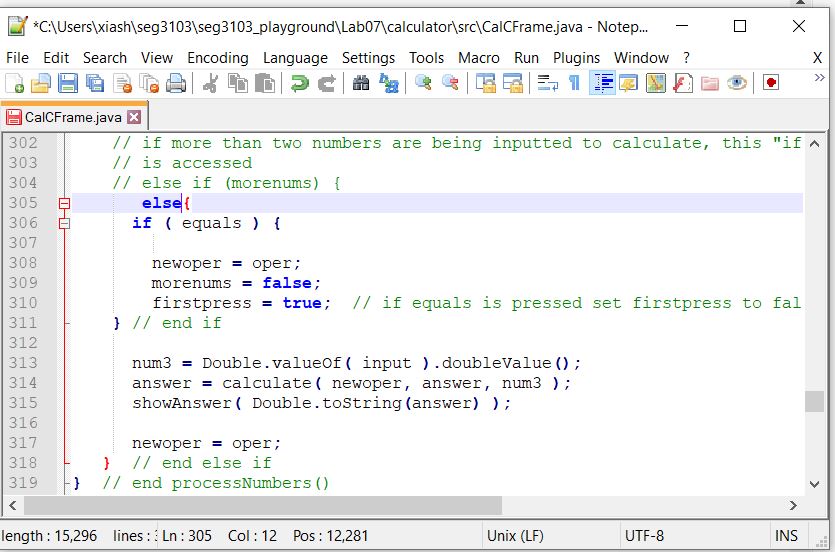 *C:\Users\xiash\seg3103\seg3103_playground\Lab07\calculator\src\CalCFrame.java - Notep...
File Edit Search View Encoding Language Settings Tools Macro Run Plugins Window ? X
CalCFrame.java
302 // if more than two numbers are being inputted to calculate, this "if
303 // is accessed
304 // else if (morenums) {
305 else{
306 if ( equals ) {
307
308 newoper = oper;
309 morenums = false;
310 firstpress = true; // if equals is pressed set firstpress to fal
311 } // end if
312
313 num3 = Double.valueOf( input ).doubleValue();
314 answer = calculate( newoper, answer, num3 );
315 showAnswer( Double.toString(answer) );
316
317 newoper = oper;
318 } // end else if
319 } // end processNumbers()
length : 15,296 lines : Ln : 305 Col : 12 Pos : 12,281 Unix (LF) UTF-8 INS